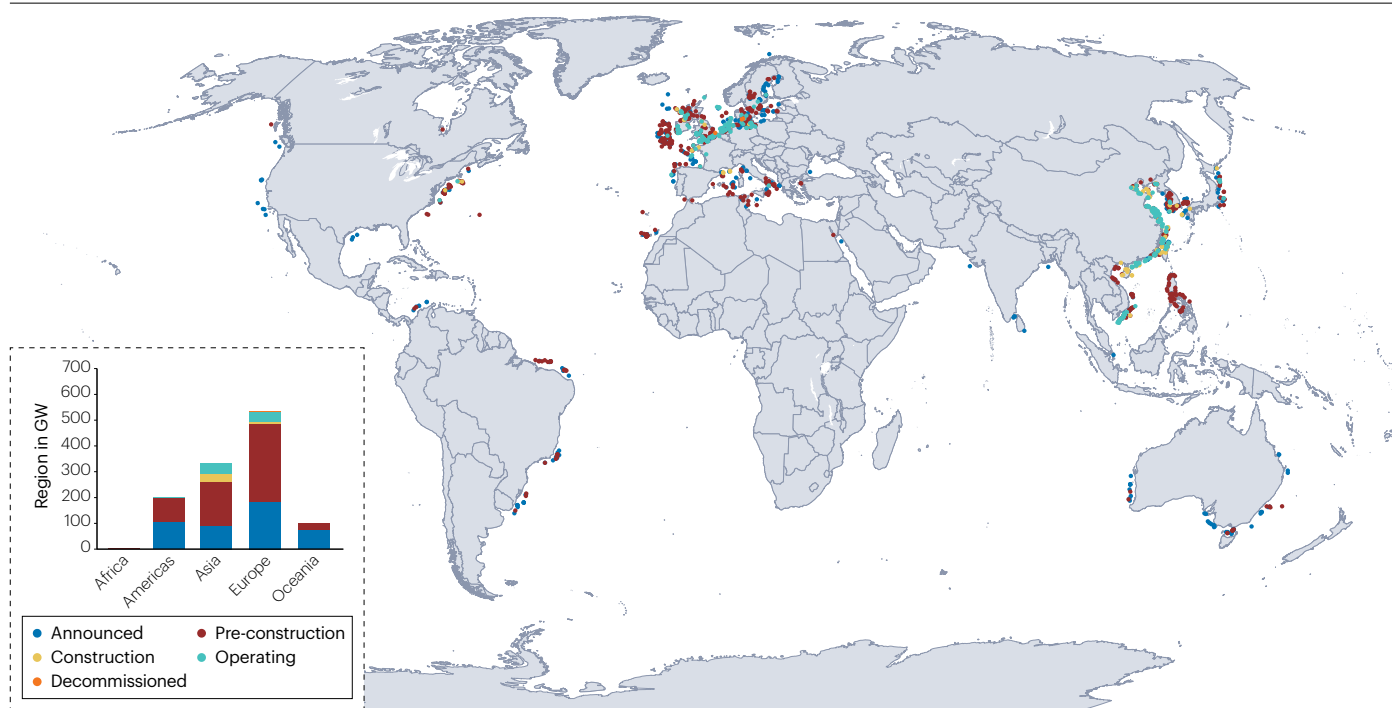 700
600
500
400
300
200
100
0
Region in GW
Africa
Americas
Asia
Europe
Oceania
Announced
Pre-construction
Construction
Operating
Decommissioned